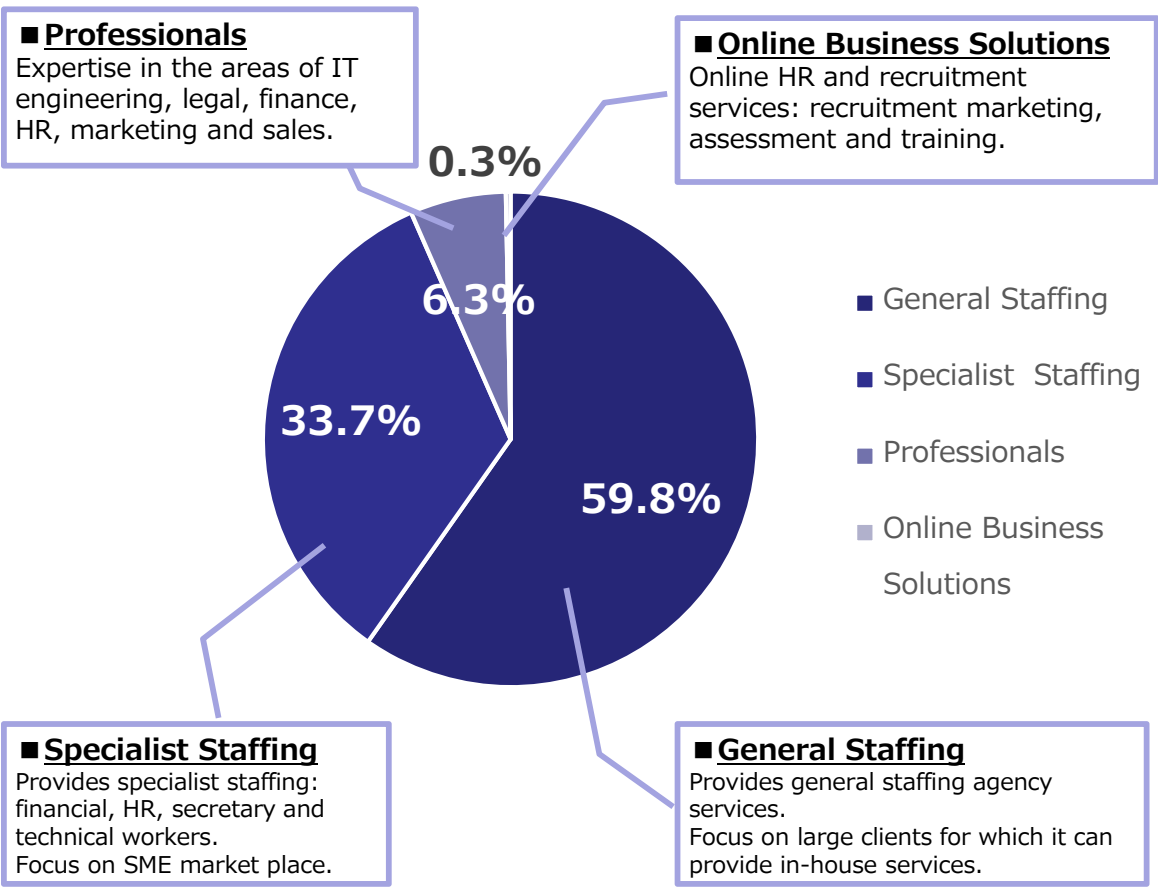 ■Professionals
Expertise in the areas of IT
engineering, legal, finance,
HR, marketing and sales.
■Online Business Solutions
Online HR and recruitment
services: recruitment marketing,
assessment and training.
0.3%
6.3%
33.7%
59.8%
General Staffing
Specialist Staffing
Professionals
Online Business
Solutions
■Specialist Staffing
Provides specialist staffing:
financial, HR, secretary and
technical workers.
Focus on SME market place.
■General Staffing
Provides general staffing agency
services.
Focus on large clients for which it can
provide in-house services.